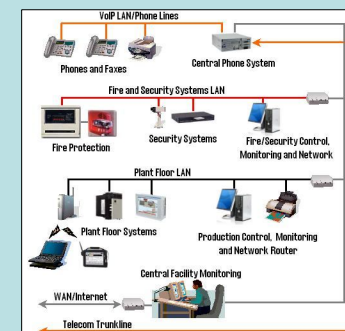 VoIP LAN/Phone Lines
Phones and Faxes
Central Phone System
Fire and Security Systems LAN
Fire Protection
Security Systems
Fire/Security Control,
Monitoring and Network
Plant Floor LAN
Plant Floor Systems
Production Control, Monitoring
and Network Router
Central Facility Monitoring
WAN/Internet
Telecom Trunkline